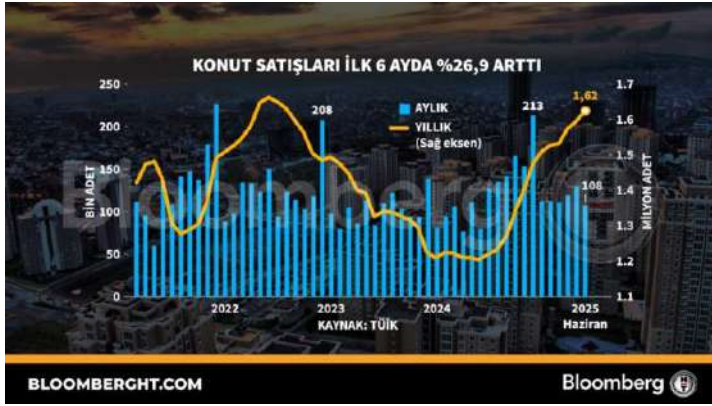 KONUT SATIŞLARI İLK 6 AYDA %26,9 ARTTI
250
200
150
100
50
0
BİN ADET
208
AYLIK
YILLIK
(Sağ eksen)
213
1,62
108
1.7
1.6
1.5
1.4
1.3
1.2
1.1
MİLYON ADET
2022
2023
2024
2025
Haziran
KAYNAK: TÜİK
Bloomberg
BLOOMBERGHT.COM
Bloomberg HT